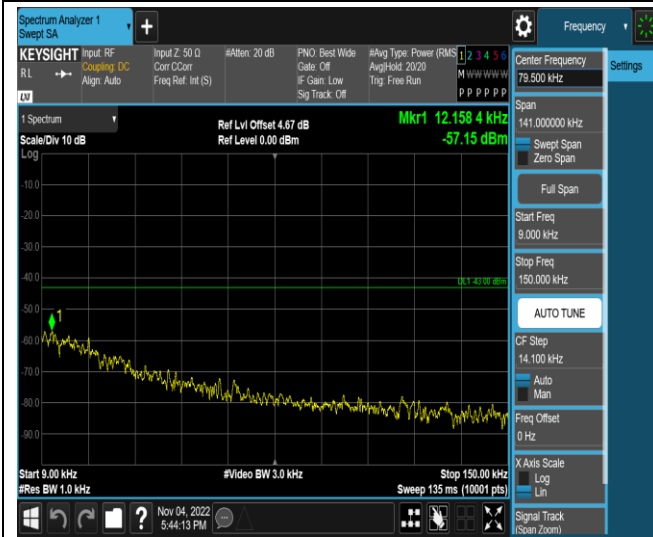 Spectrum Analyzer 1
Swept SA
Frequency
KEYSIGHT
RL
LXI
Input: RF
Coupling: DC
Align: Auto
Input Z: 50 Ω
Corr CCorr
Freq Ref: Int (S)
#Atten: 20 dB
PNO: Best Wide
Gate: Off
IF Gain: Low
Sig Track: Off
#Avg Type: Power (RMS
Avg|Hold: 20/20
Trig: Free Run
1 2 3 4 5 6
M W W W W W
P P P P P P
1 Spectrum
Scale/Div 10 dB
Log
Ref Lvl Offset 4.67 dB
Ref Level 0.00 dBm
Mkr1 12.158 4 kHz
-57.15 dBm
-10.0
-20.0
-30.0
-40.0
-50.0
-60.0
-70.0
-80.0
-90.0
DL1 -43.00 dBm
1
Start 9.00 kHz
#Res BW 1.0 kHz
#Video BW 3.0 kHz
Stop 150.00 kHz
Sweep 135 ms (10001 pts)
?
Nov 04, 2022
5:44:13 PM
Center Frequency
79.500 kHz
Settings
Span
141.000000 kHz
Swept Span
Zero Span
Full Span
Start Freq
9.000 kHz
Stop Freq
150.000 kHz
AUTO TUNE
CF Step
14.100 kHz
Auto
Man
Freq Offset
0 Hz
X Axis Scale
Log
Lin
Signal Track
(Span Zoom)